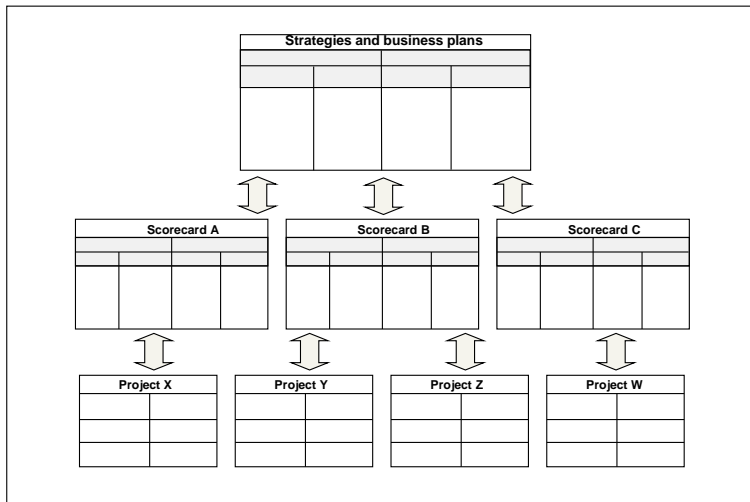 Strategies and business plans
Scorecard A
Scorecard B
Scorecard C
Project X
Project Y
Project Z
Project W